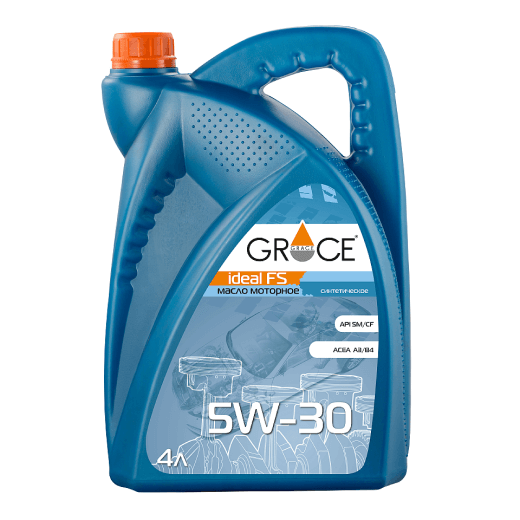 GRACE
GRACE
ideal FS
масло моторное
синтетическое
API SM/CF
ACEA A3/B4
5W-30
4л